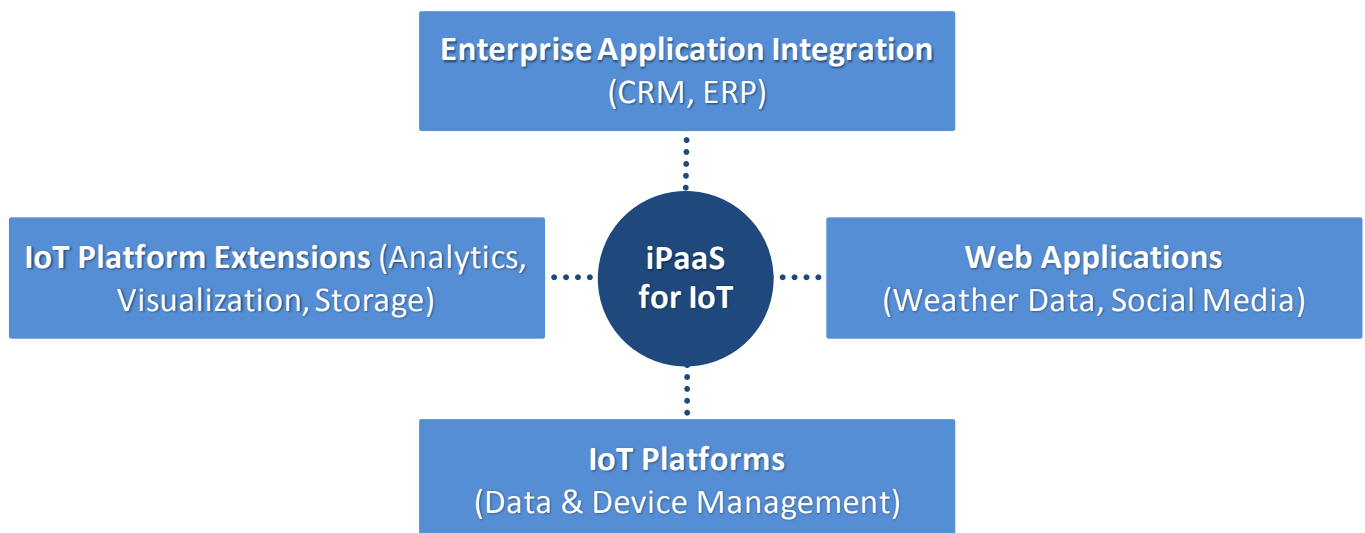 Enterprise Application Integration
(CRM, ERP)
IoT Platform Extensions (Analytics,
Visualization, Storage)
iPaaS
for IoT
Web Applications
(Weather Data, Social Media)
IoT Platforms
(Data & Device Management)